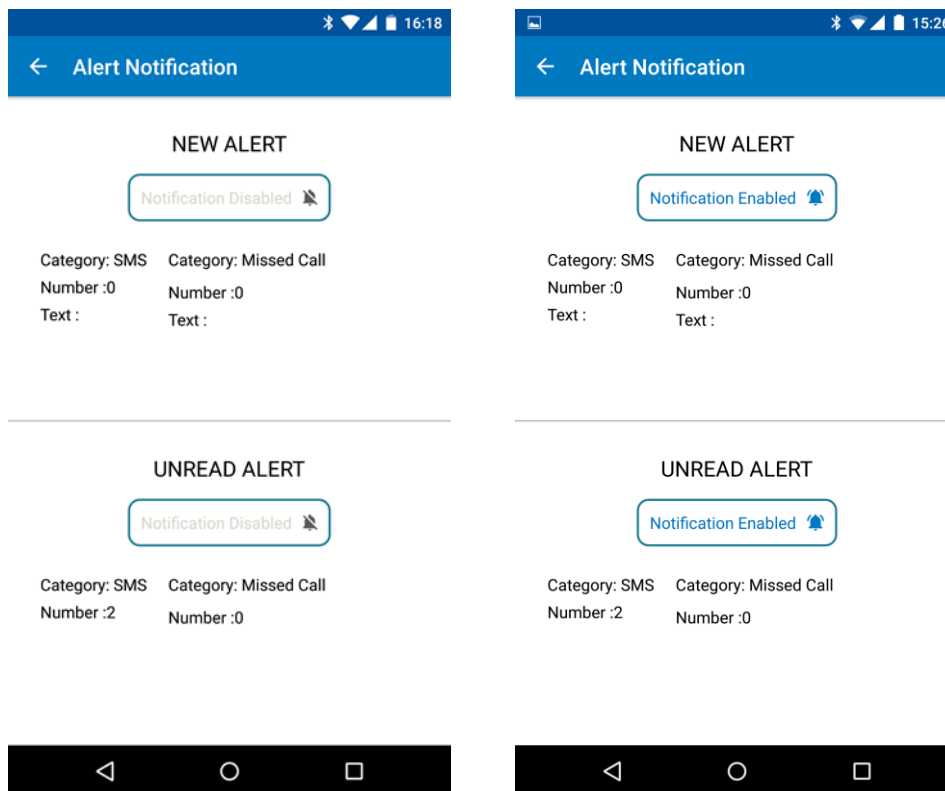 16:18
Alert Notification
NEW ALERT
Notification Disabled
Category: SMS
Number :0
Text :
Category: Missed Call
Number :0
Text :
UNREAD ALERT
Notification Disabled
Category: SMS
Number :2
Category: Missed Call
Number :0
15:26
Alert Notification
NEW ALERT
Notification Enabled
Category: SMS
Number :0
Text :
Category: Missed Call
Number :0
Text :
UNREAD ALERT
Notification Enabled
Category: SMS
Number :2
Category: Missed Call
Number :0